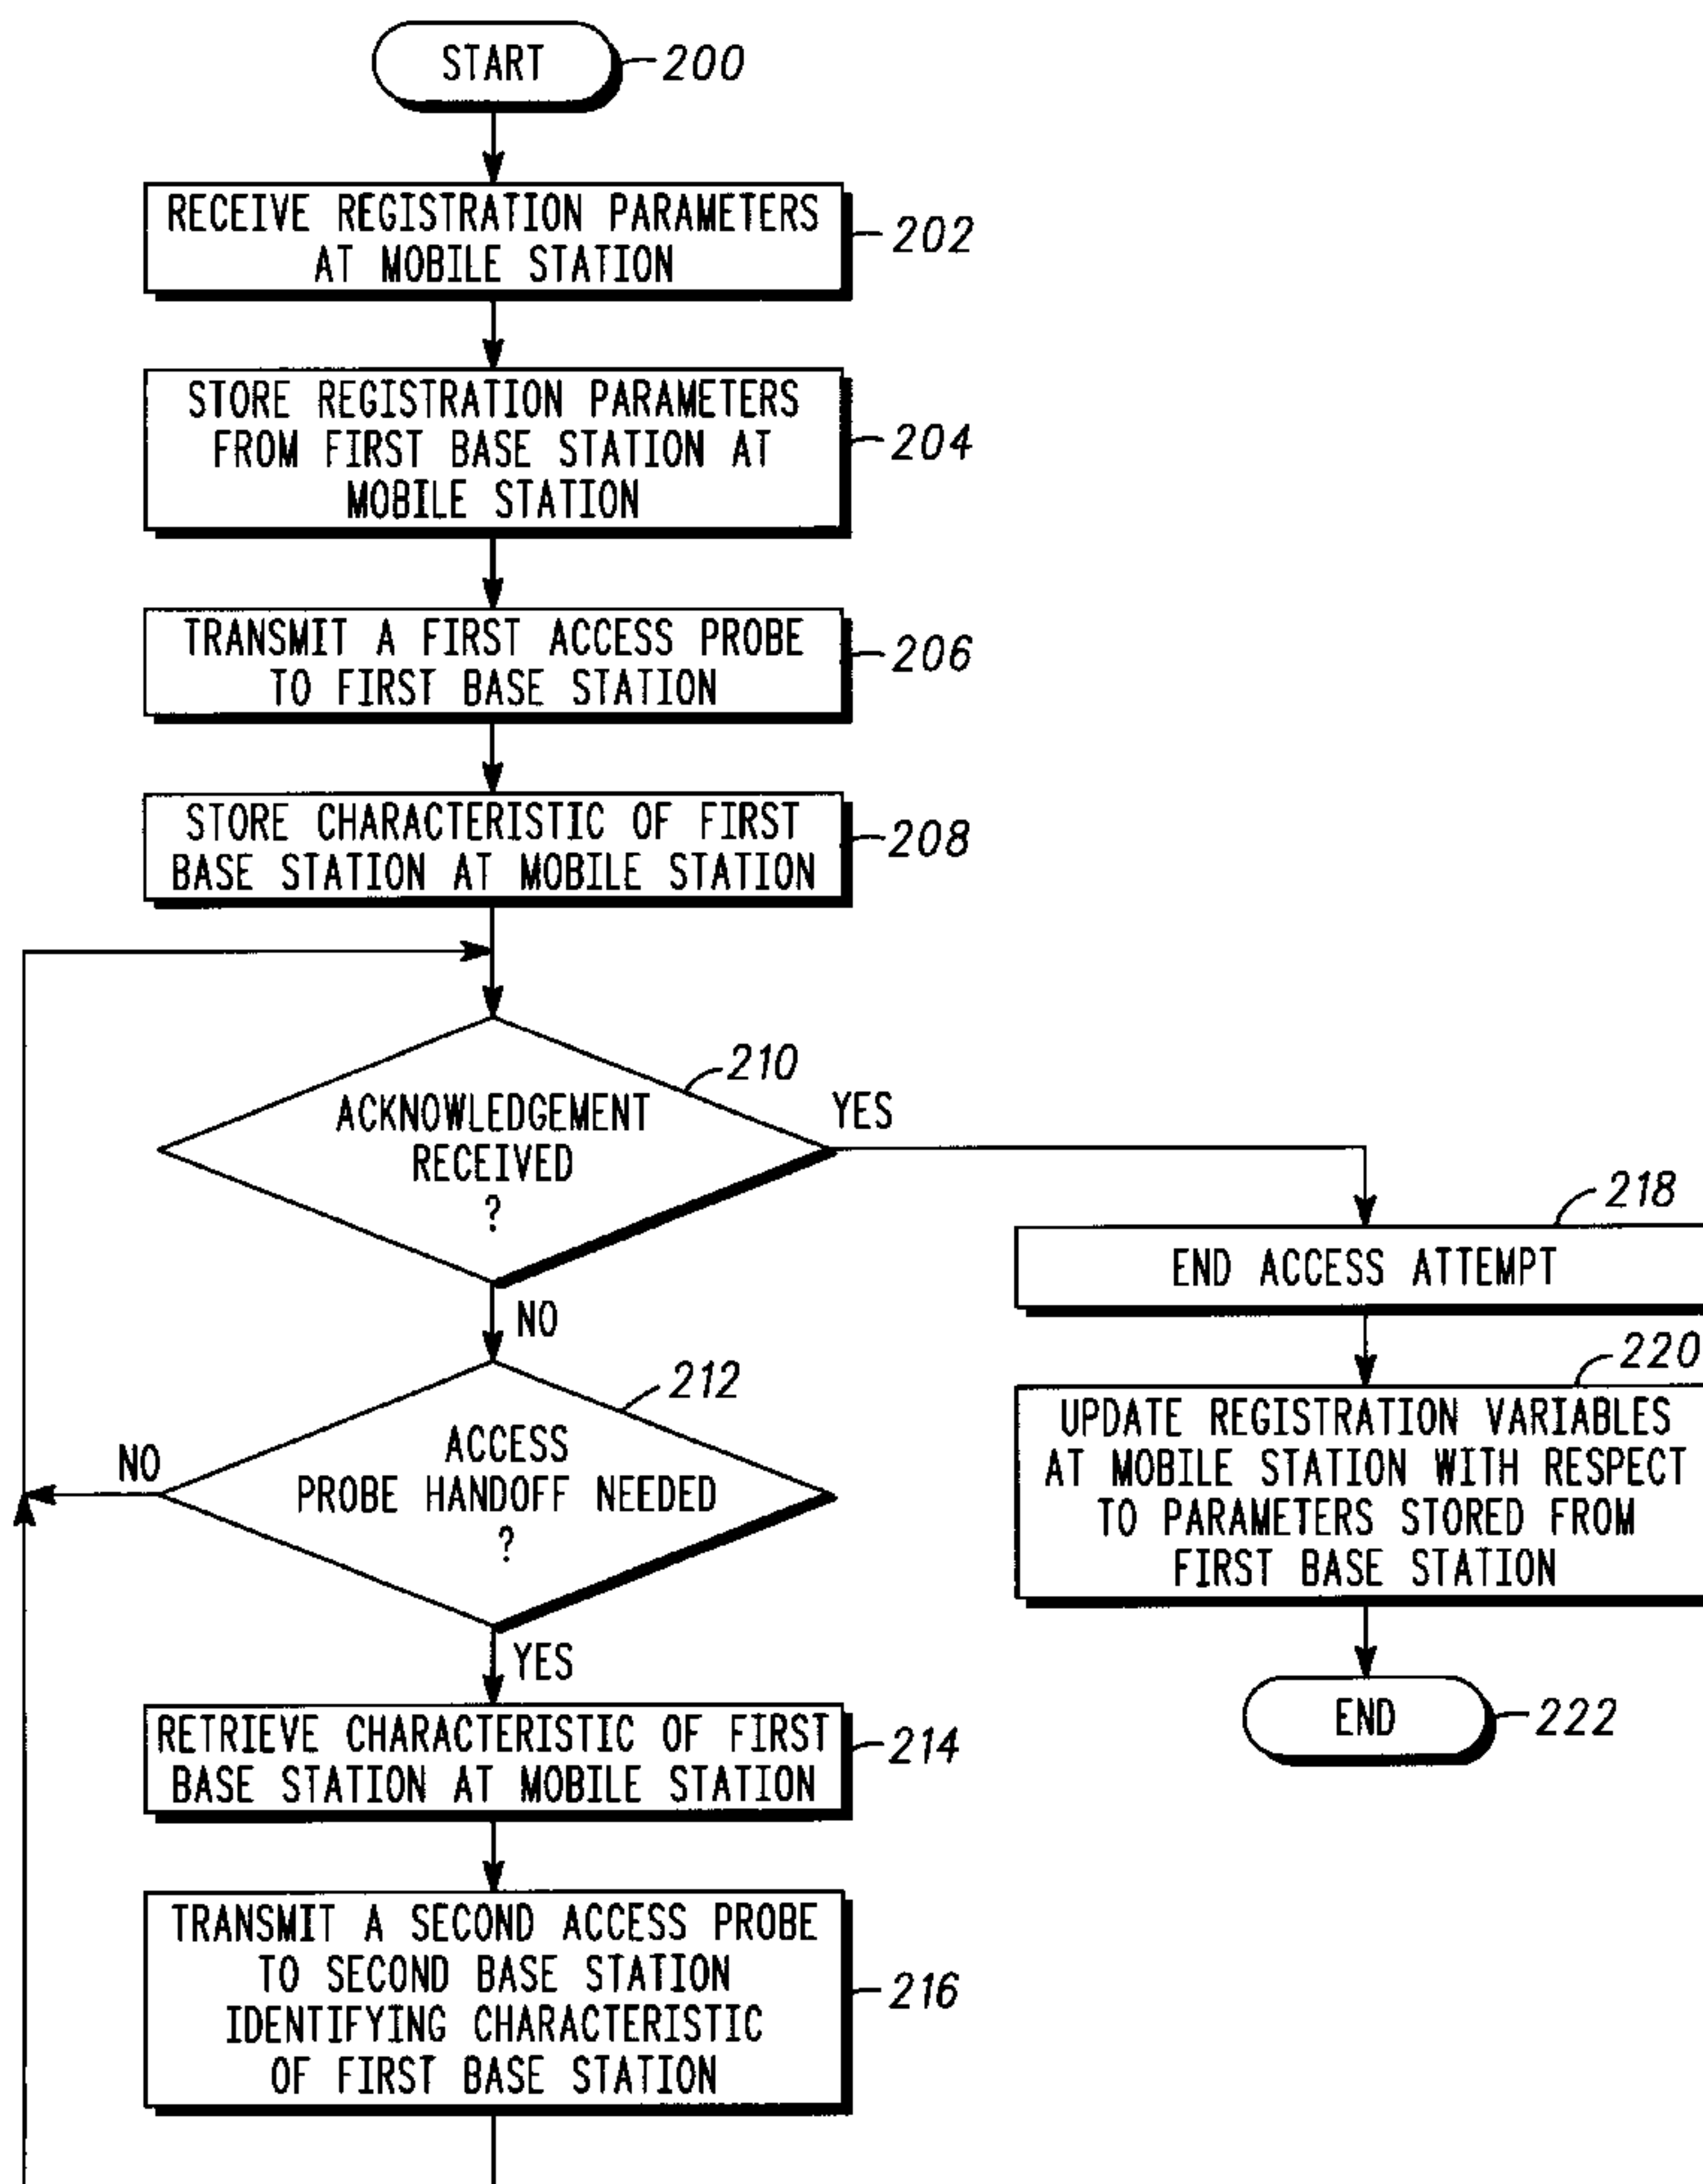 START
200
RECEIVE REGISTRATION PARAMETERS
AT MOBILE STATION
202
STORE REGISTRATION PARAMETERS
FROM FIRST BASE STATION AT
MOBILE STATION
204
TRANSMIT A FIRST ACCESS PROBE
TO FIRST BASE STATION
206
STORE CHARACTERISTIC OF FIRST
BASE STATION AT MOBILE STATION
208
ACKNOWLEDGEMENT
RECEIVED
?
210
YES
NO
ACCESS
PROBE HANDOFF NEEDED
?
212
NO
YES
RETRIEVE CHARACTERISTIC OF FIRST
BASE STATION AT MOBILE STATION
214
TRANSMIT A SECOND ACCESS PROBE
TO SECOND BASE STATION
IDENTIFYING CHARACTERISTIC
OF FIRST BASE STATION
216
END ACCESS ATTEMPT
218
UPDATE REGISTRATION VARIABLES
AT MOBILE STATION WITH RESPECT
TO PARAMETERS STORED FROM
FIRST BASE STATION
220
END
222